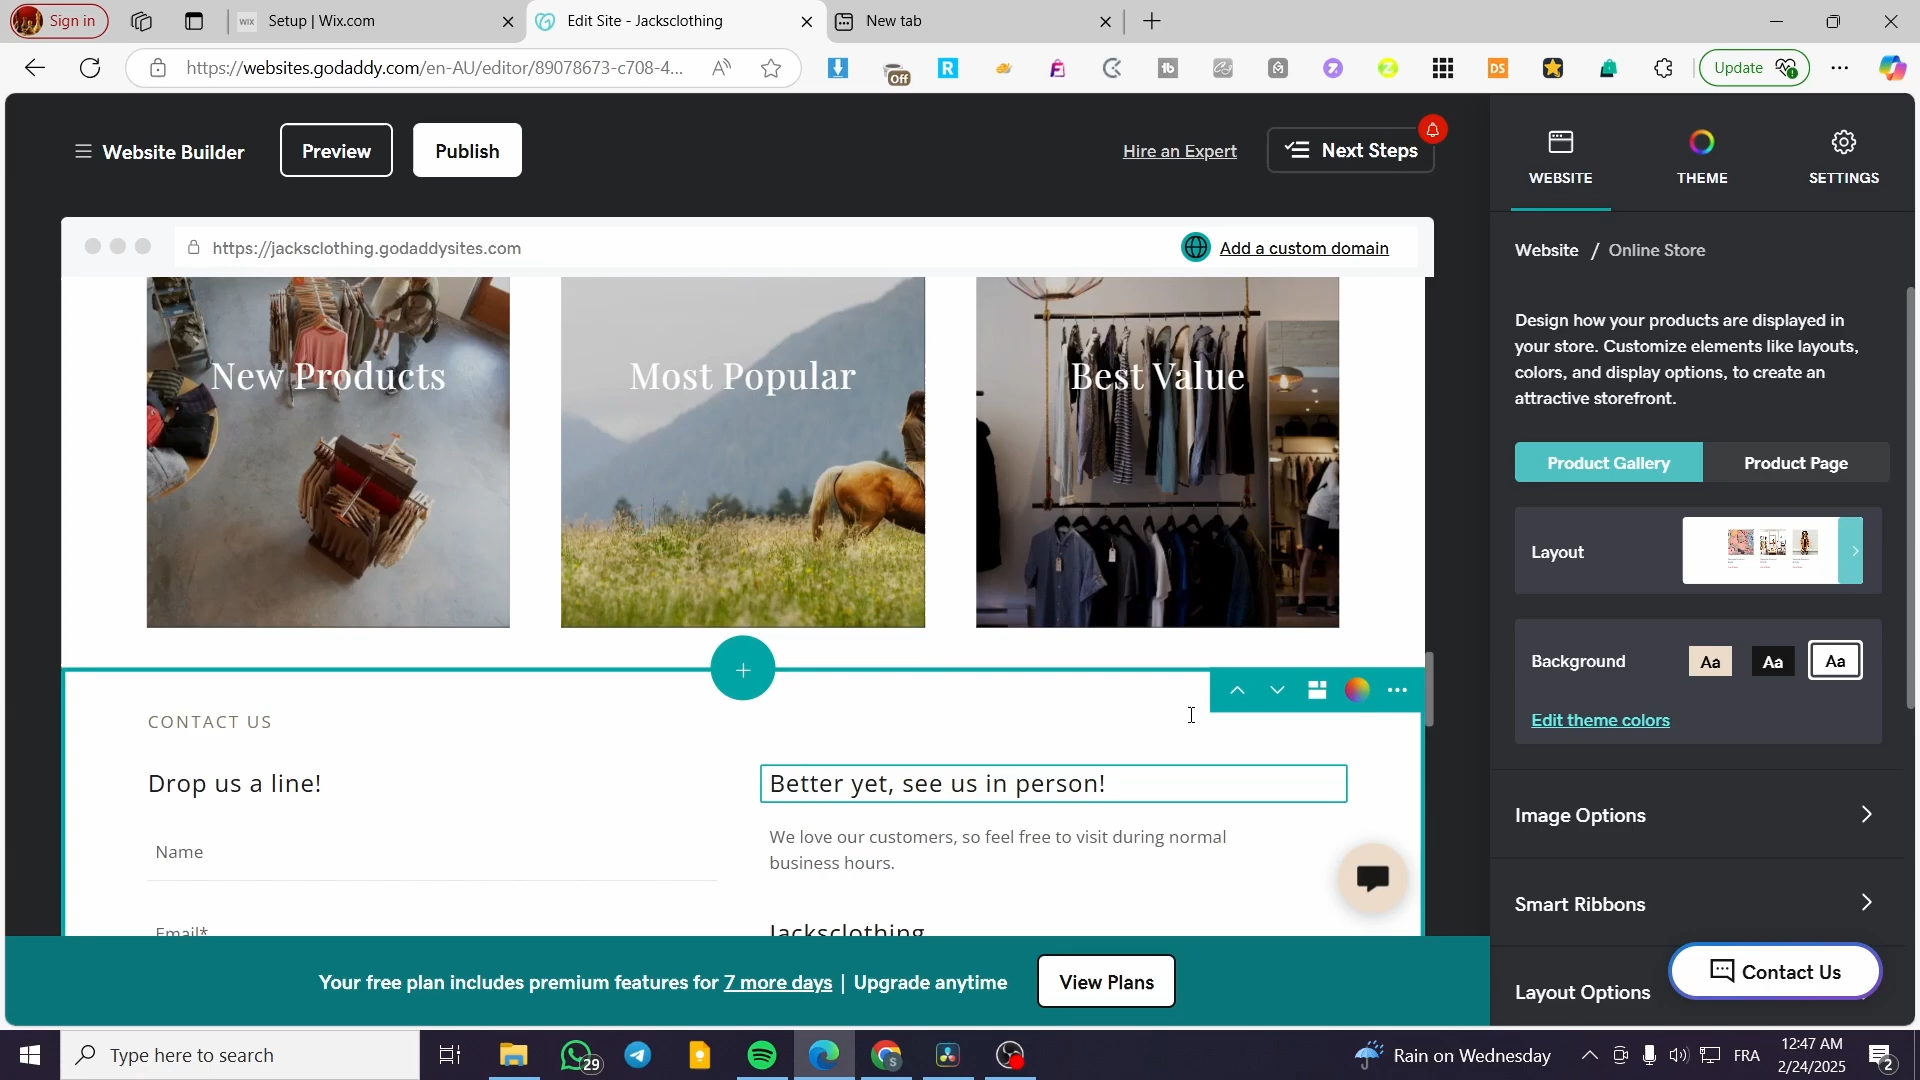 Sign in
Setup | Wix.com
Edit Site - Jacksclothing
New tab
https://websites.godaddy.com/en-AU/editor/89078673-c708-4...
Off
Update
Website Builder
Preview
Publish
Hire an Expert
Next Steps
WEBSITE
THEME
SETTINGS
https://jacksclothing.godaddysites.com
Add a custom domain
Website / Online Store
Design how your products are displayed in
your store. Customize elements like layouts,
colors, and display options, to create an
attractive storefront.
Product Gallery
Product Page
Layout
Background
Aa
Aa
Aa
Edit theme colors
Image Options
Smart Ribbons
Layout Options
Contact Us
New Products
Most Popular
Best Value
CONTACT US
Drop us a line!
Name
Email*
Better yet, see us in person!
We love our customers, so feel free to visit during normal
business hours.
Jacksclothing
Your free plan includes premium features for 7 more days | Upgrade anytime
View Plans
Type here to search
29
Rain on Wednesday
FRA
12:47 AM
2/24/2025
2